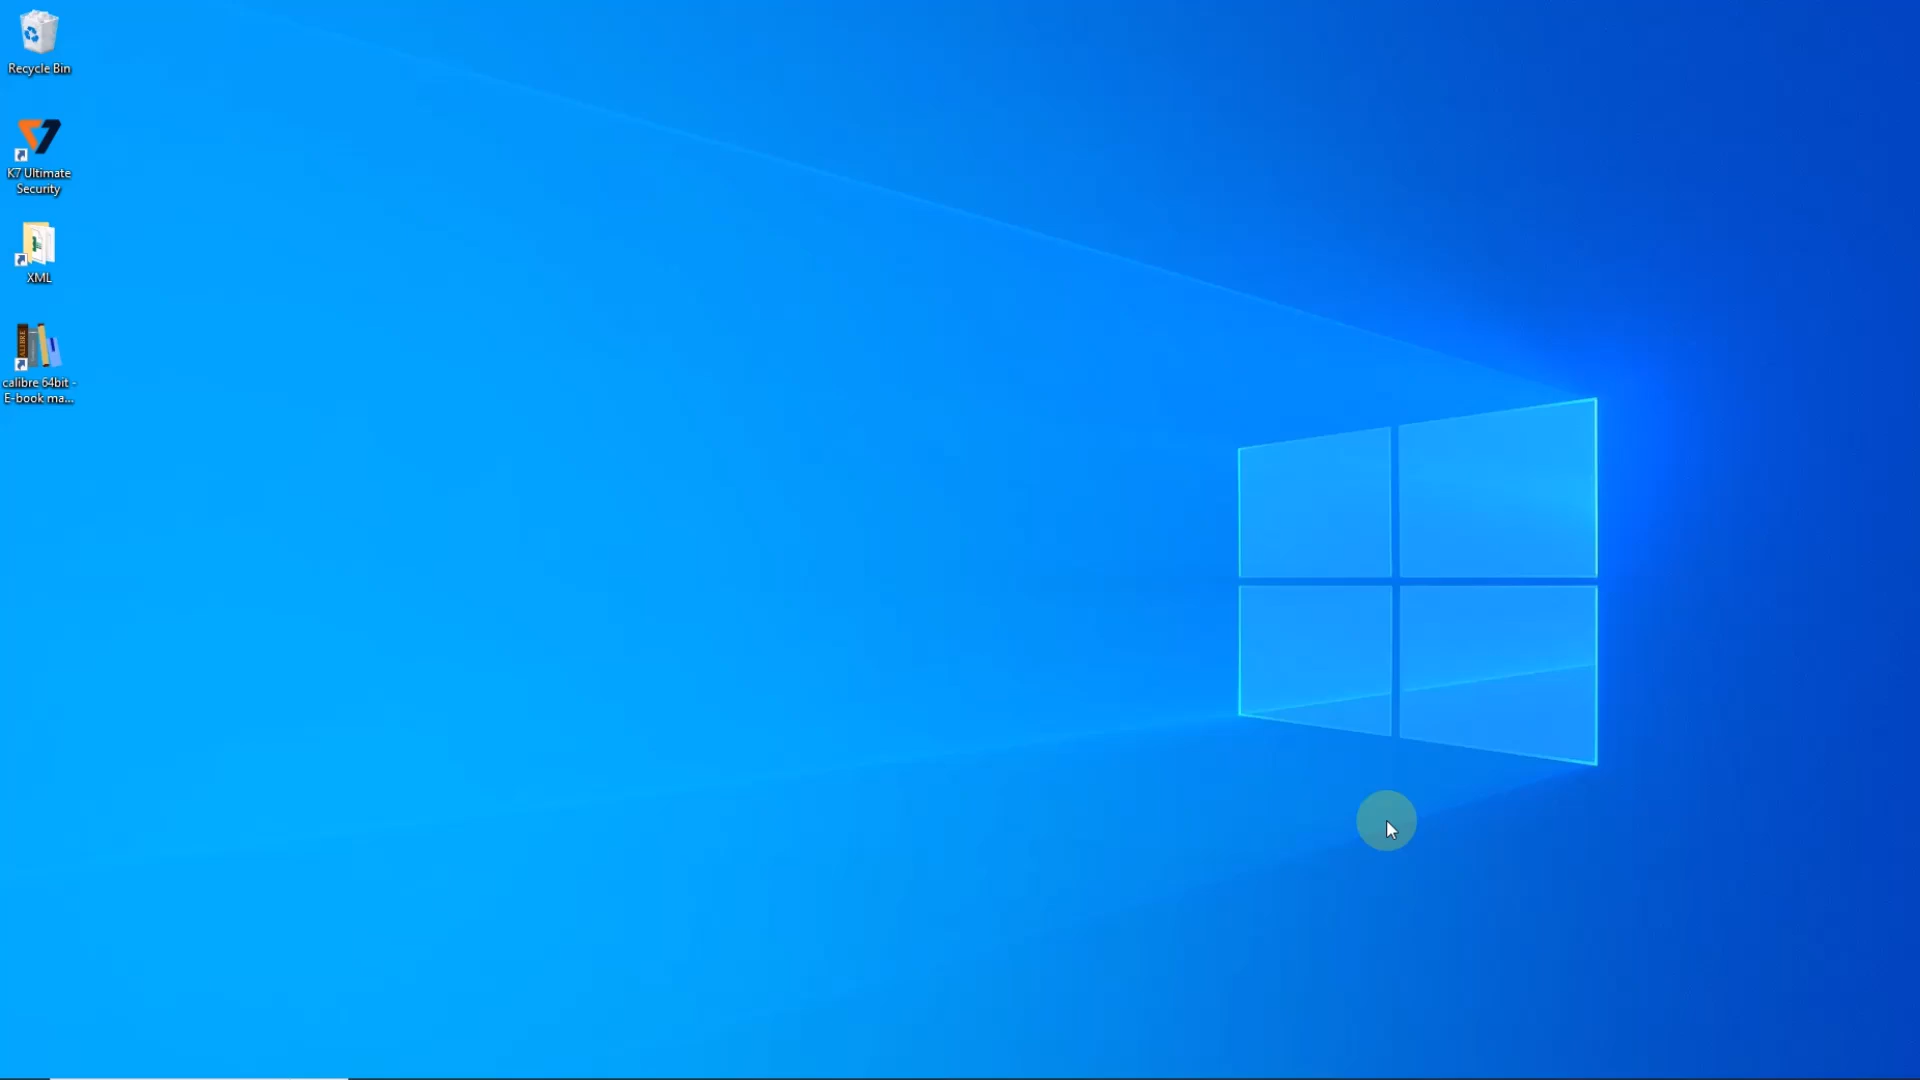 Recycle Bin
K7 Ultimate
Security
XML
calibre 64bit -
E-book ma...